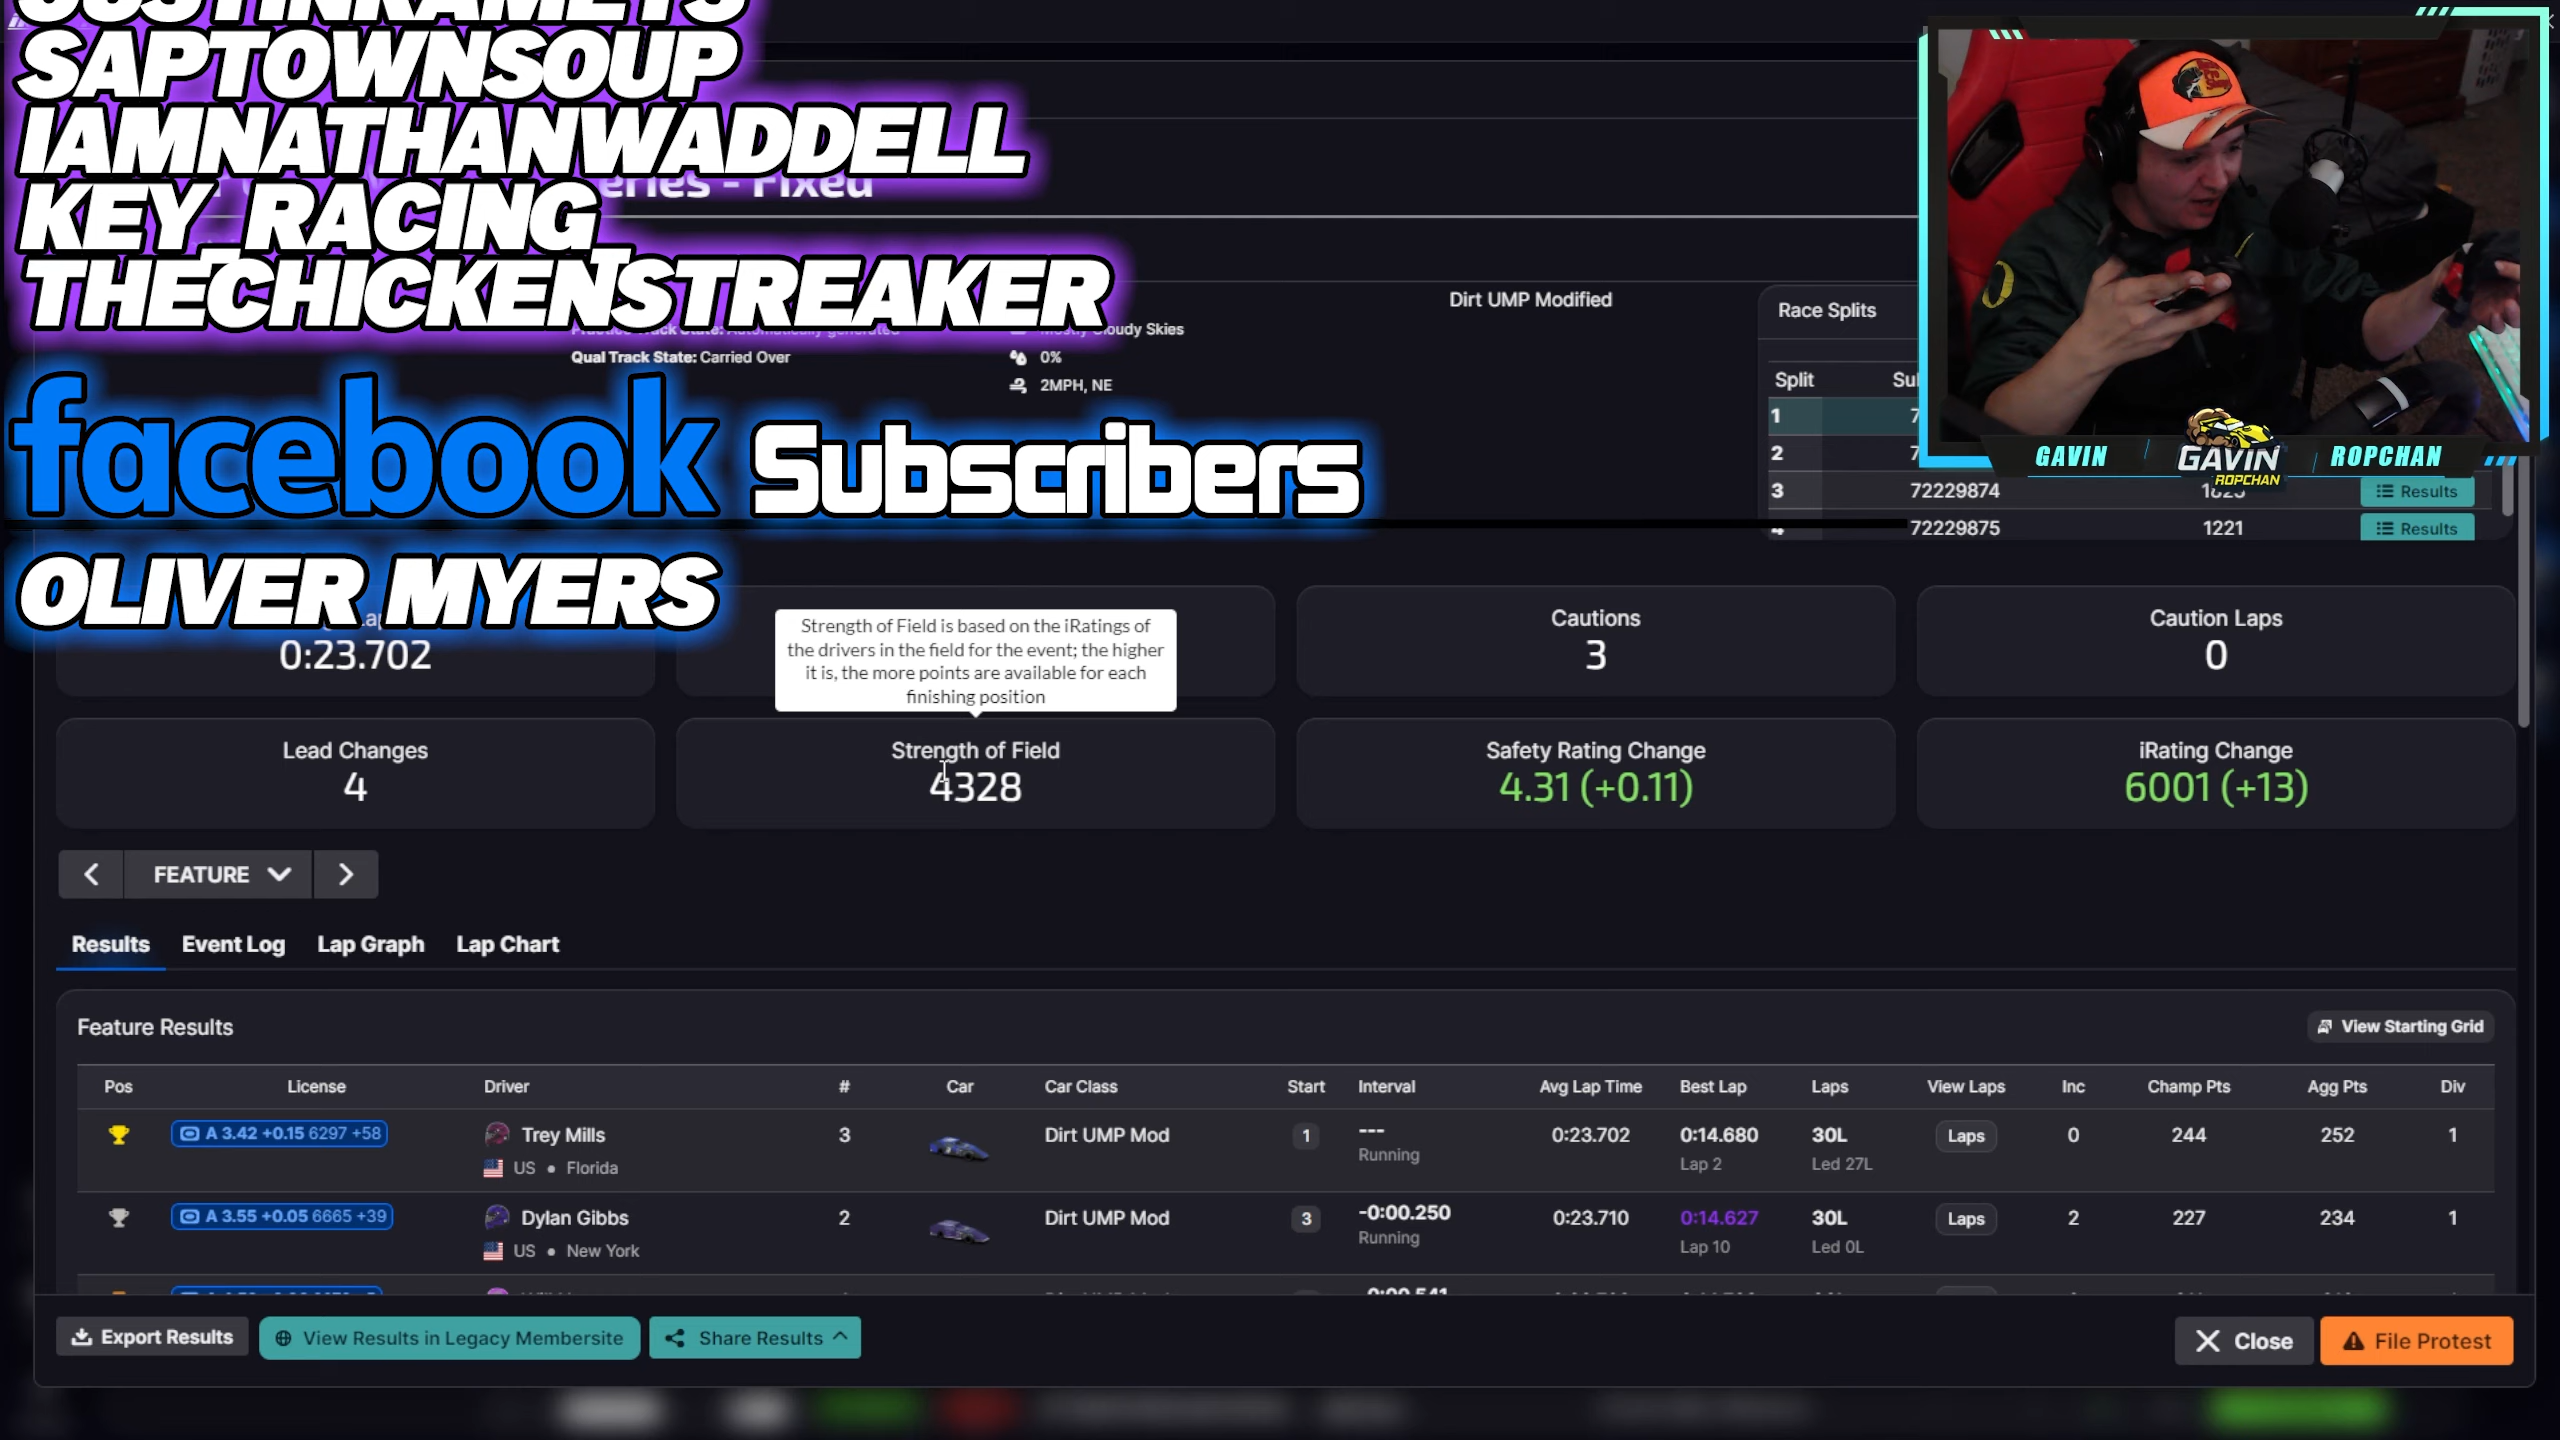 SAPTOWNSOUP
IAMNATHANWADDELL
KEY_RACING_
THECHICKENSTREAKER
eries - Fixed
facebook Subscribers
OLIVER MYERS
Qual Track State: Carried Over
Mostly Cloudy Skies
0%
2MPH, NE
Dirt UMP Modified
Race Splits
Split
1
2
3 72229874 Results
72229875 1221 Results
GAVIN
GAVIN
ROPCHAN
ROPCHAN
0:23.702
Strength of Field is based on the iRatings of
the drivers in the field for the event; the higher
it is, the more points are available for each
finishing position
Cautions
3
Caution Laps
0
Lead Changes
4
Strength of Field
4328
Safety Rating Change
4.31 (+0.11)
iRating Change
6001 (+13)
FEATURE
Results Event Log Lap Graph Lap Chart
Feature Results
View Starting Grid
Pos License Driver # Car Car Class Start Interval Avg Lap Time Best Lap Laps View Laps Inc Champ Pts Agg Pts Div
A 3.42 +0.15 6297 +58 Trey Mills 3 Dirt UMP Mod 1 --- 0:23.702 0:14.680 30L Laps 0 244 252 1
US • Florida Running Lap 2 Led 27L
A 3.55 +0.05 6665 +39 Dylan Gibbs 2 Dirt UMP Mod 3 -0:00.250 0:23.710 0:14.627 30L Laps 2 227 234 1
US • New York Running Lap 10 Led 0L
Export Results
View Results in Legacy Membersite
Share Results
Close
File Protest